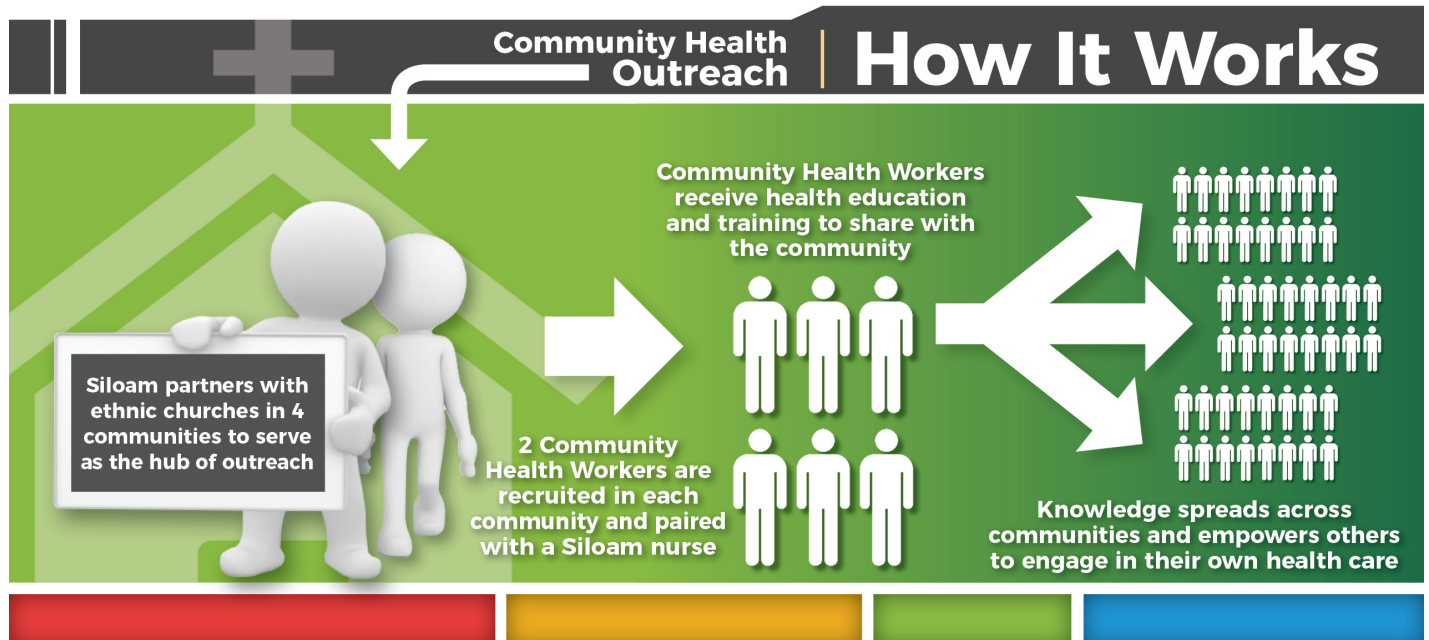 Community Health
Outreach
How It Works
Siloam partners with
ethnic churches in 4
communities to serve
as the hub of outreach
2 Community
Health Workers are
recruited in each
community and paired
with a Siloam nurse
Community Health Workers
receive health education
and training to share with
the community
Knowledge spreads across
communities and empowers others
to engage in their own health care